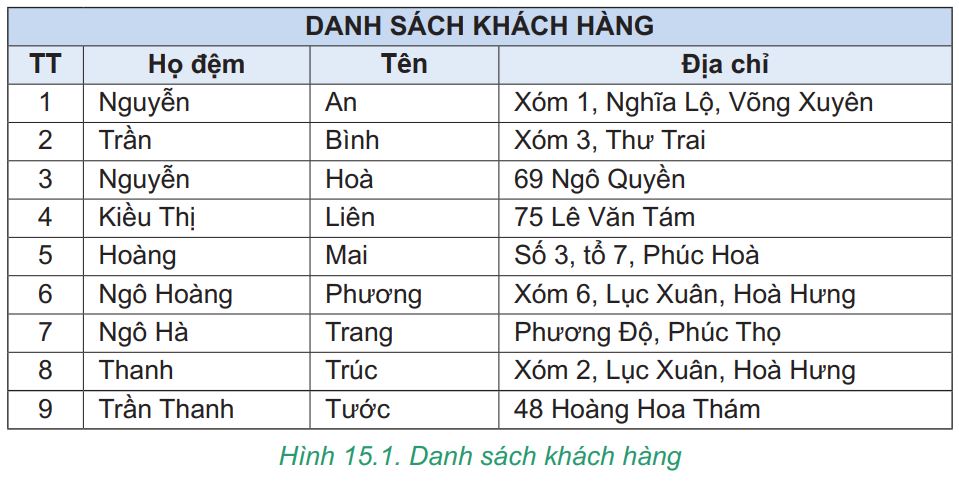 DANH SÁCH KHÁCH HÀNG
TT Họ đệm Tên Địa chỉ
1 Nguyễn An Xóm 1, Nghĩa Lộ, Võng Xuyên
2 Trần Bình Xóm 3, Thư Trai
3 Nguyễn Hoà 69 Ngô Quyền
4 Kiều Thị Liên 75 Lê Văn Tám
5 Hoàng Mai Số 3, tổ 7, Phúc Hoà
6 Ngô Hoàng Phương Xóm 6, Lục Xuân, Hoà Hưng
7 Ngô Hà Trang Phương Độ, Phúc Thọ
8 Thanh Trúc Xóm 2, Lục Xuân, Hoà Hưng
9 Trần Thanh Tước 48 Hoàng Hoa Thám
Hình 15.1. Danh sách khách hàng